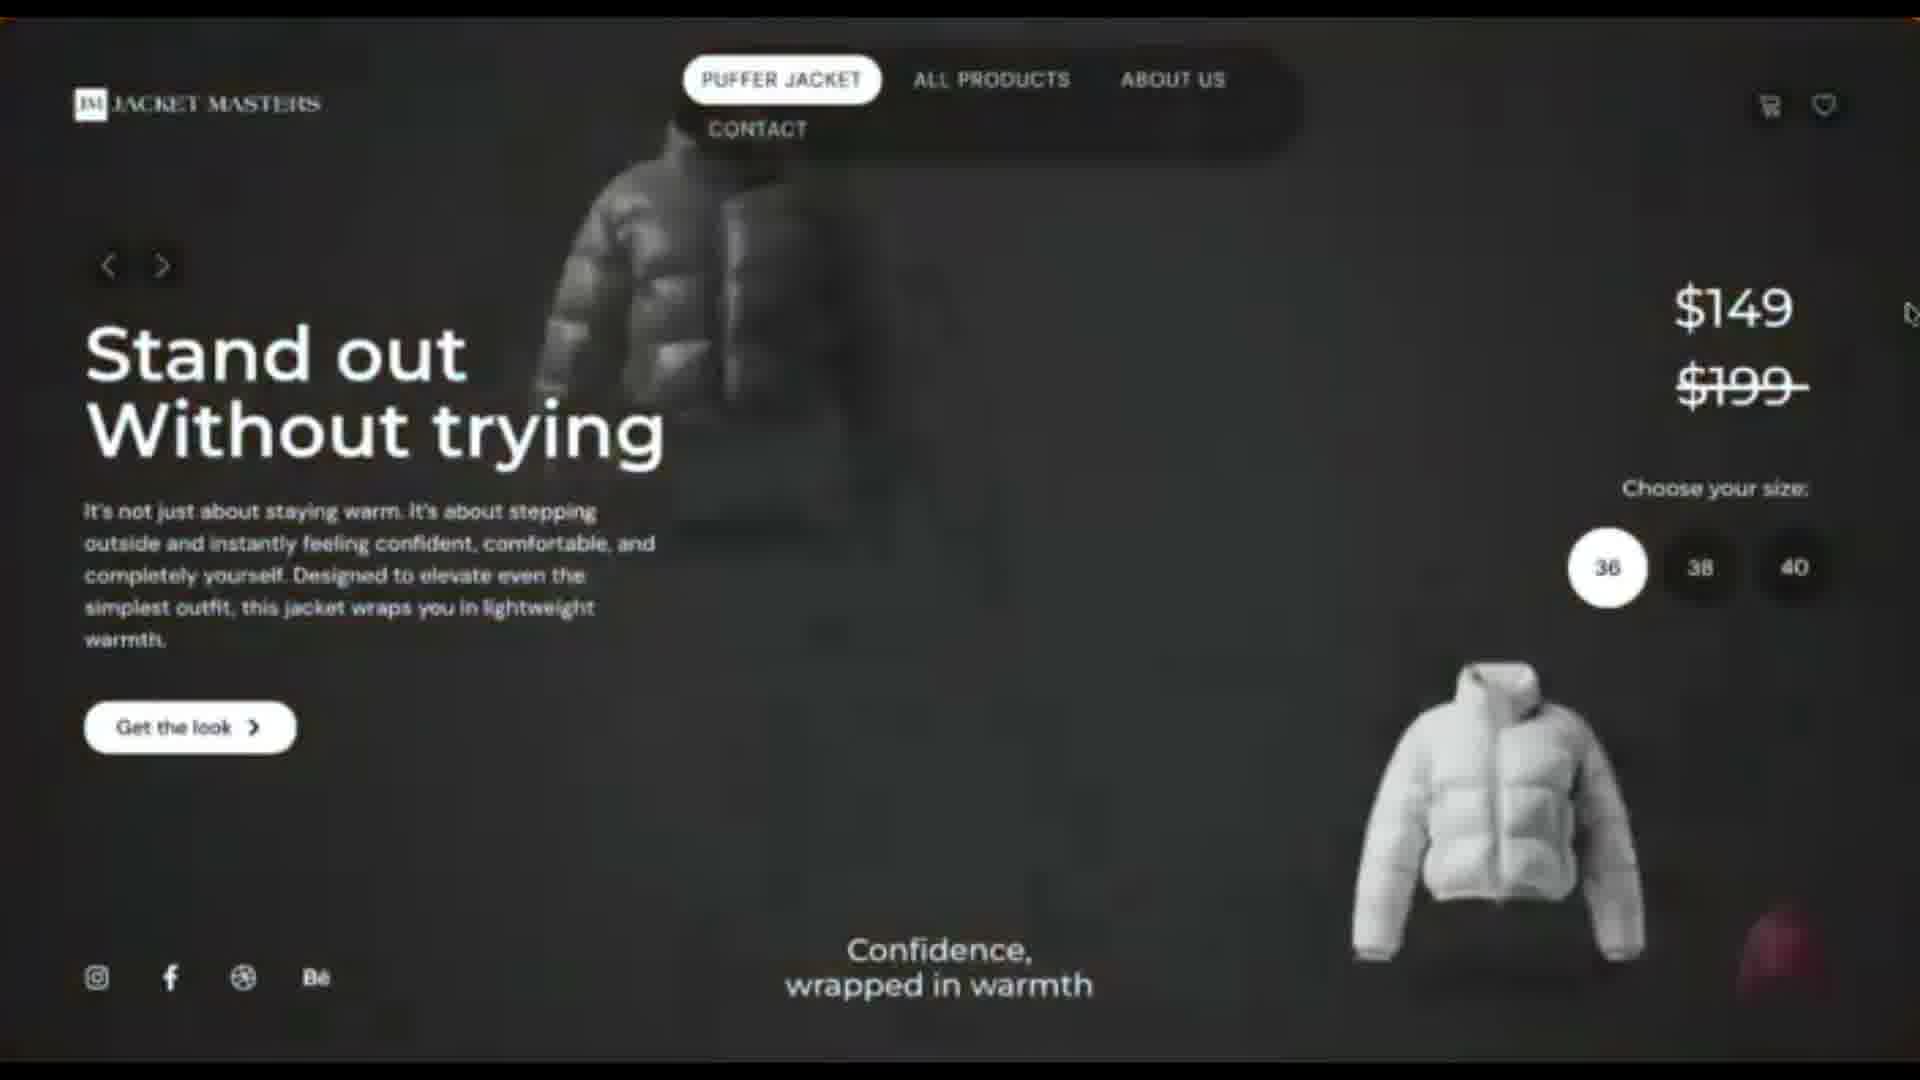 JM JACKET MASTERS
PUFFER JACKET ALL PRODUCTS ABOUT US
CONTACT
Stand out
Without trying
It's not just about staying warm. It's about stepping
outside and instantly feeling confident, comfortable, and
completely yourself. Designed to elevate even the
simplest outfit, this jacket wraps you in lightweight
warmth.
Get the look
$149
$199
Choose your size:
36 38 40
Confidence,
wrapped in warmth
Bē